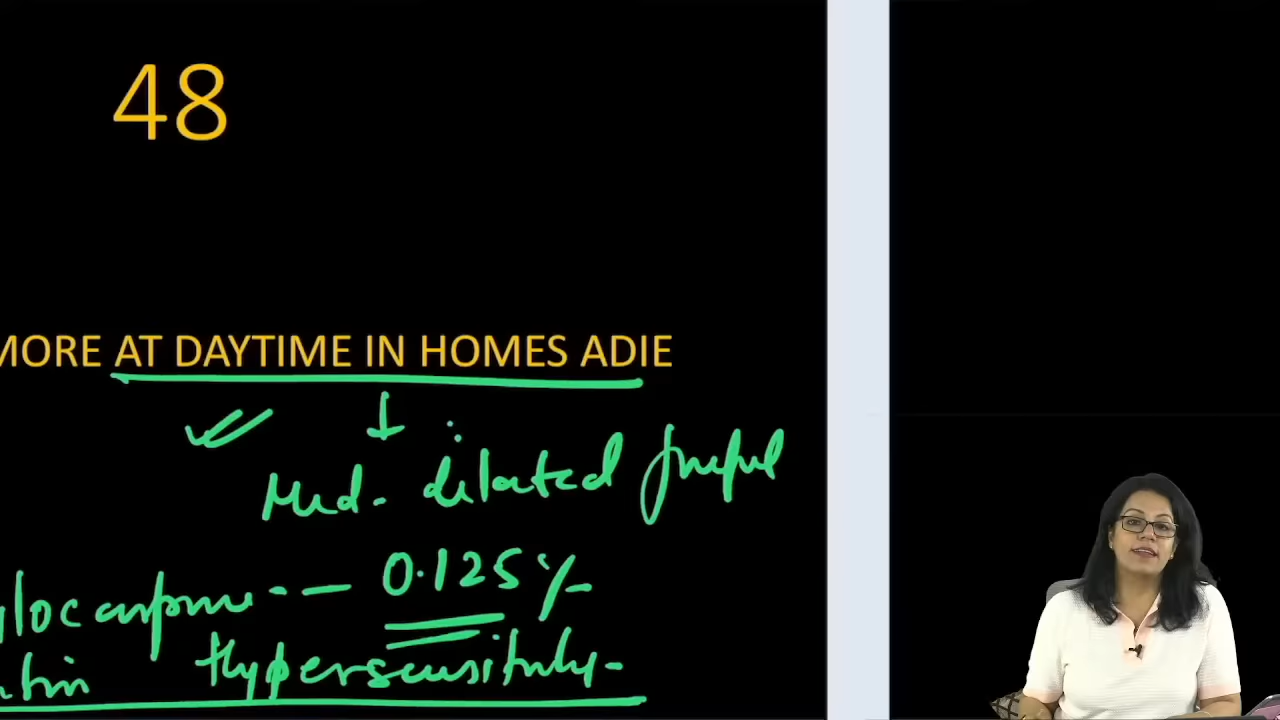 48
MORE AT DAYTIME IN HOMES ADIE
Mid. dilated pupil
locarpine - - 0.125%
Hypersensitivity -